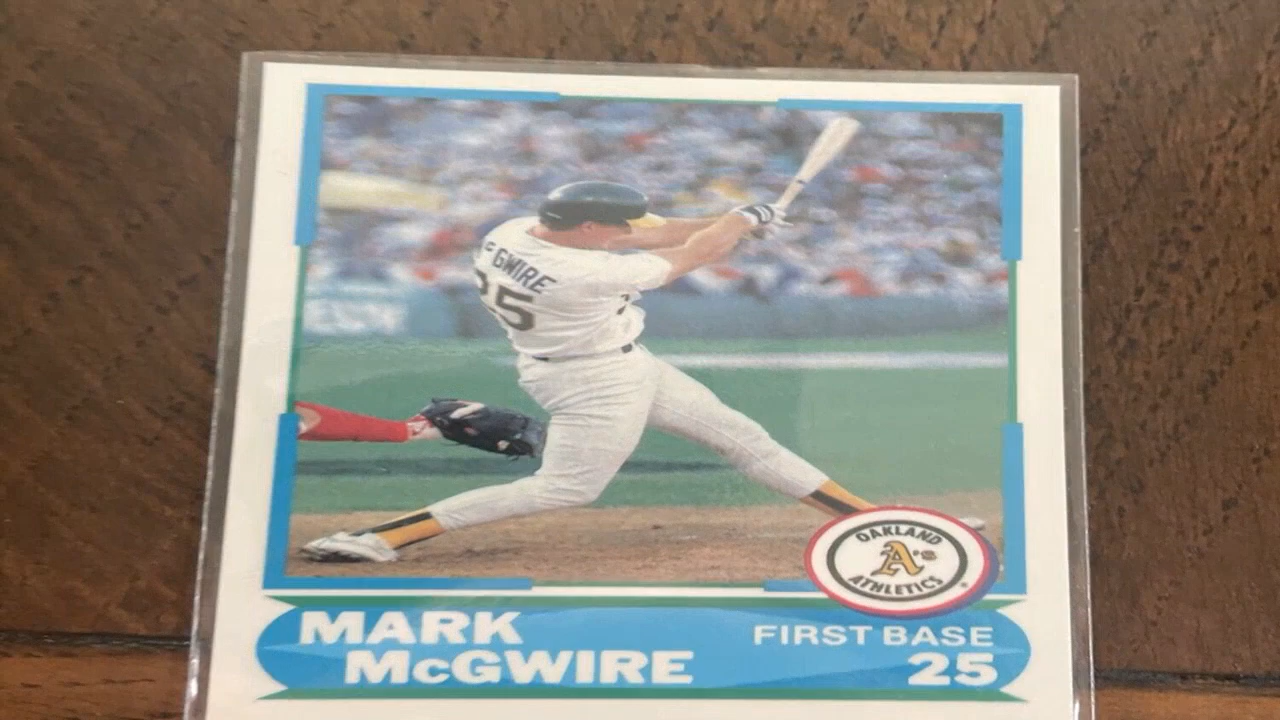 McGWIRE
25
OAKLAND
A's
ATHLETICS
MARK
McGWIRE
FIRST BASE
25